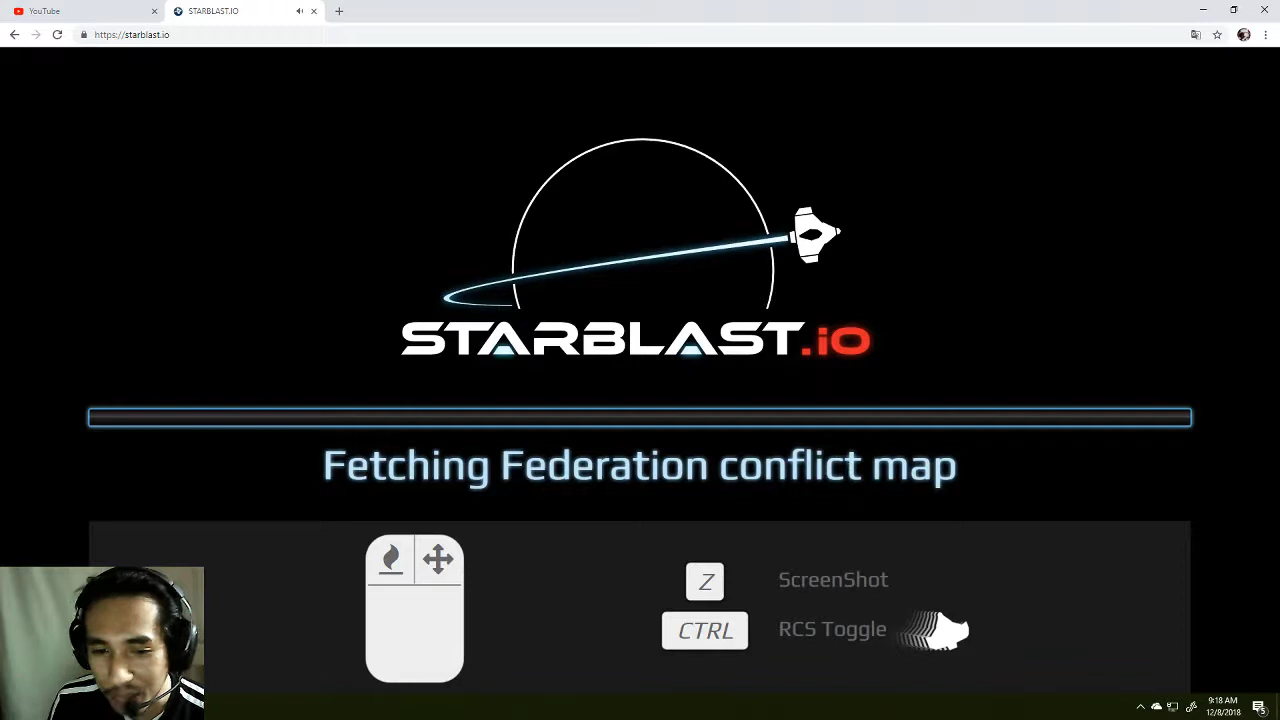 YouTube
STARBLAST.IO
https://starblast.io
STARBLAST.iO
Fetching Federation conflict map
Z ScreenShot
CTRL RCS Toggle
9:18 AM
12/8/2018
5